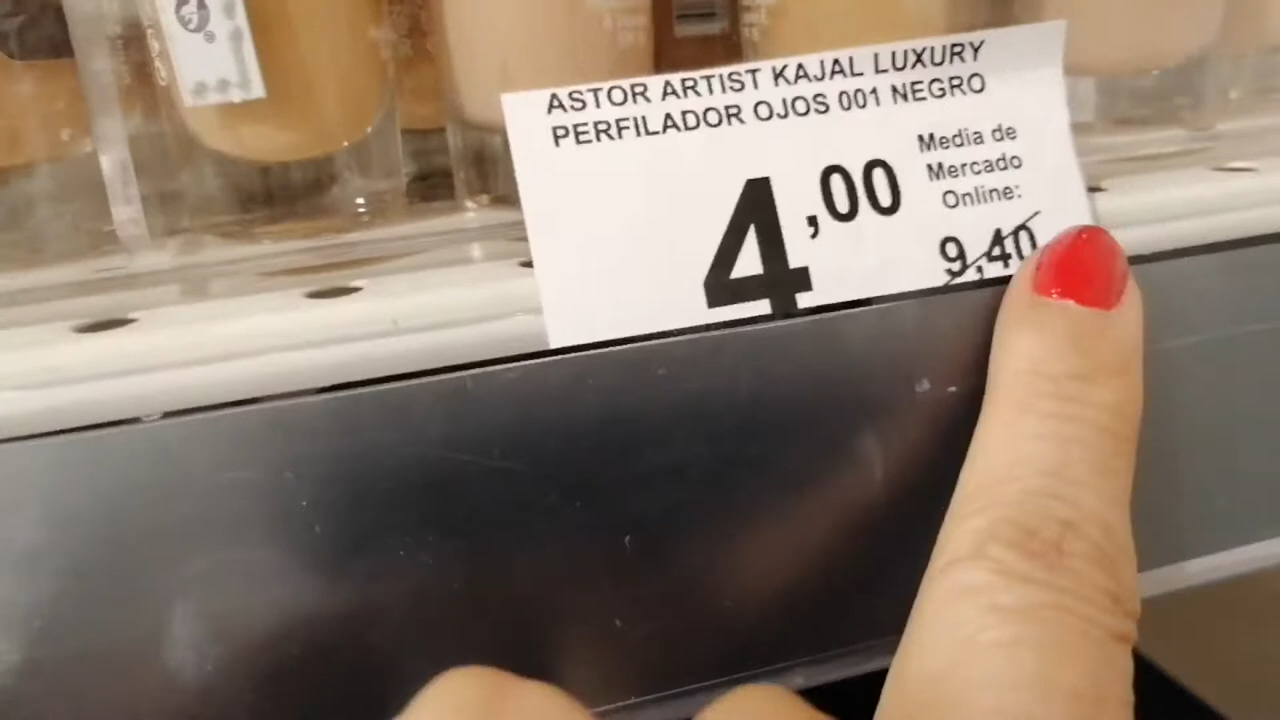 ASTOR ARTIST KAJAL LUXURY
PERFILADOR OJOS 001 NEGRO
4,00
Media de
Mercado
Online:
9,40